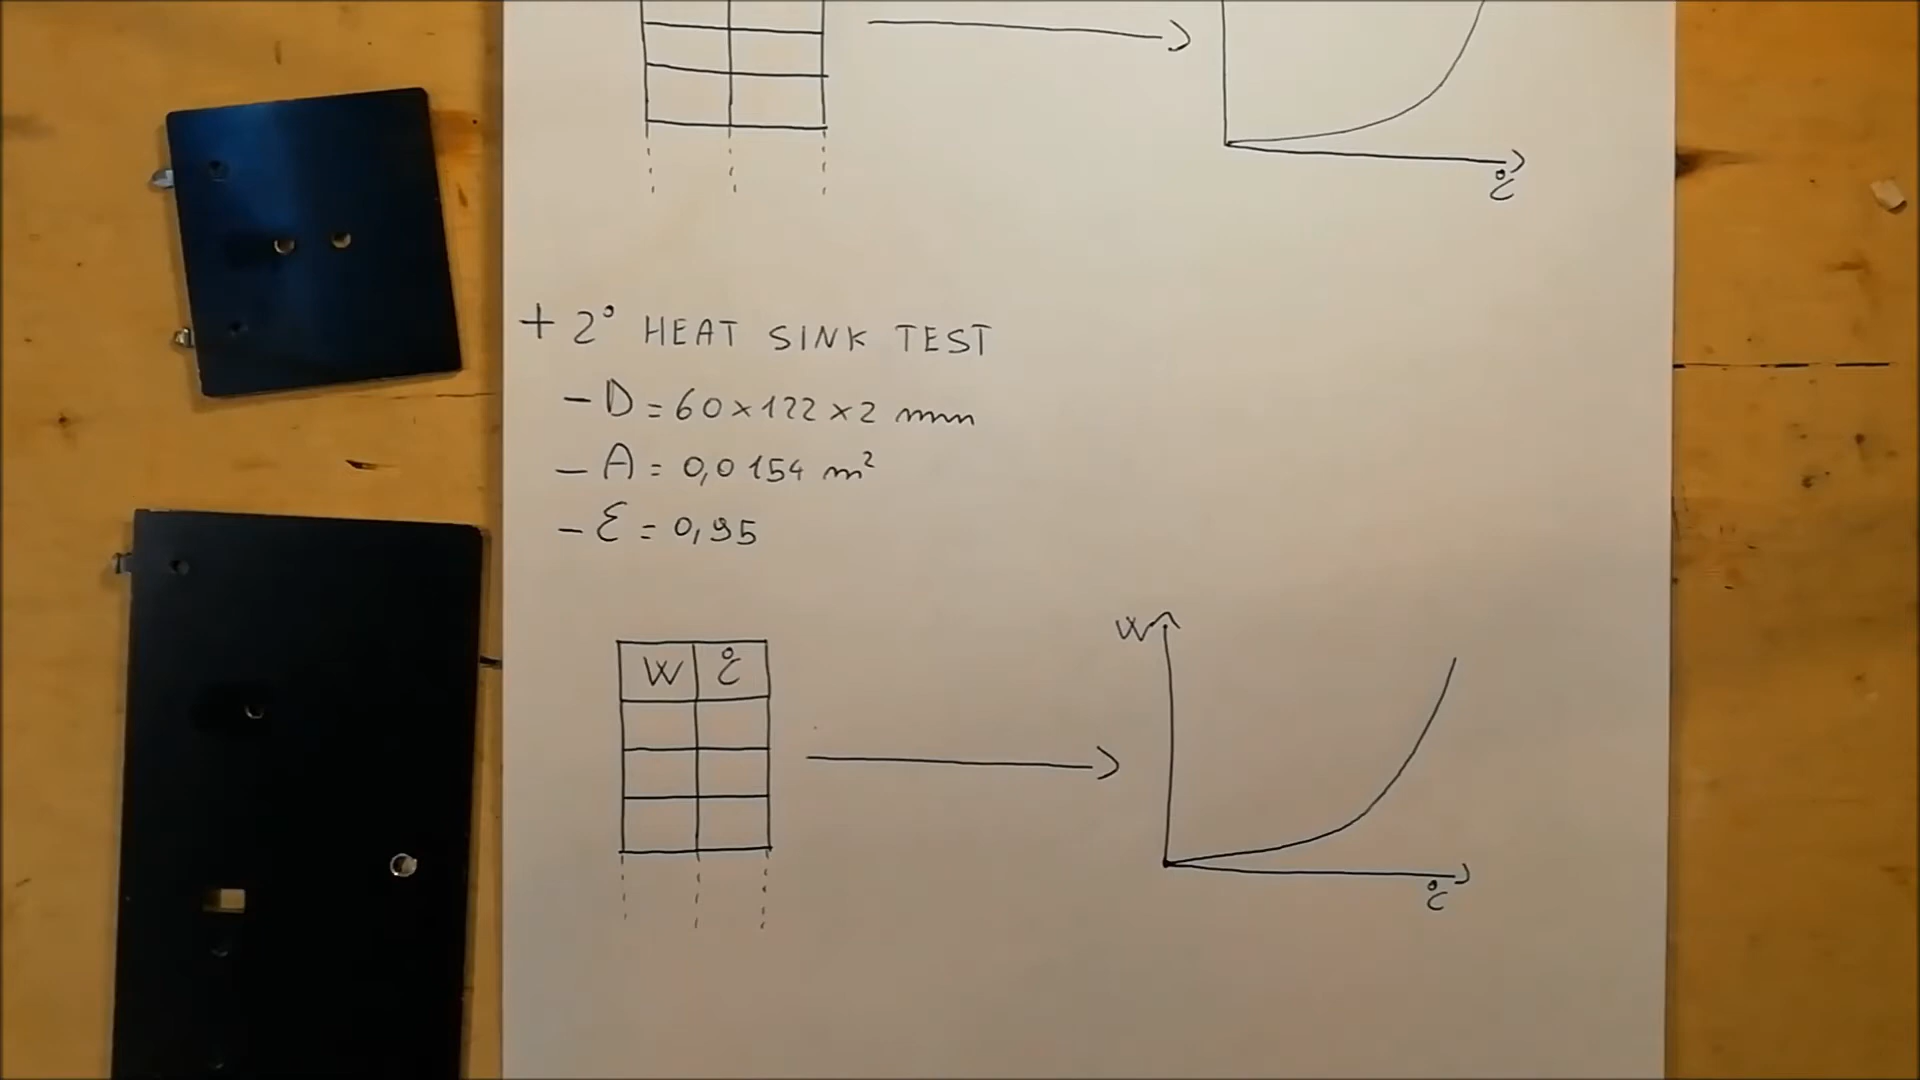 °C
+ 2° HEAT SINK TEST
- D = 60 x 122 x 2 mm
- A = 0,0154 m²
- Ɛ = 0,95
W °C
W
°C